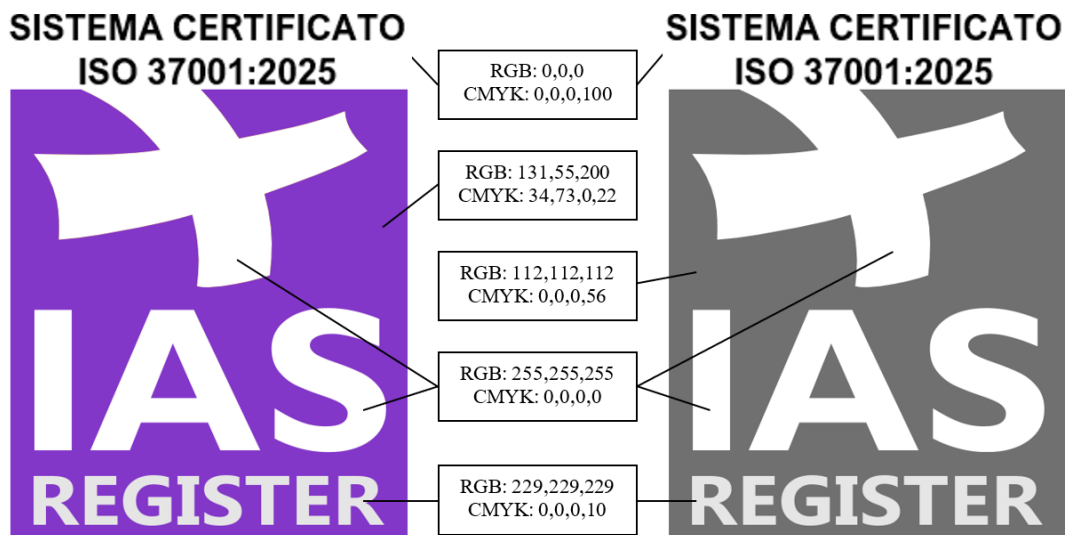 SISTEMA CERTIFICATO
ISO 37001:2025
IAS
REGISTER
RGB: 0,0,0
CMYK: 0,0,0,100
RGB: 131,55,200
CMYK: 34,73,0,22
RGB: 112,112,112
CMYK: 0,0,0,56
RGB: 255,255,255
CMYK: 0,0,0,0
RGB: 229,229,229
CMYK: 0,0,0,10
SISTEMA CERTIFICATO
ISO 37001:2025
IAS
REGISTER